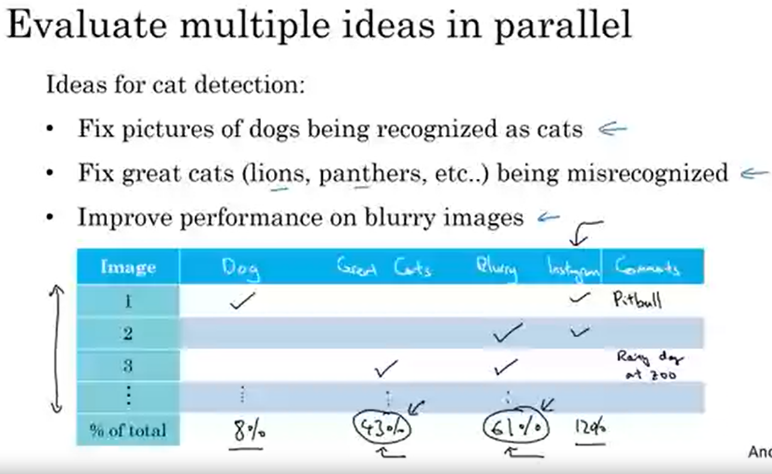 Evaluate multiple ideas in parallel
Ideas for cat detection:
• Fix pictures of dogs being recognized as cats
• Fix great cats (lions, panthers, etc..) being misrecognized
• Improve performance on blurry images
Image Dog Great Cats Blurry Instagram Comments
1 ✓ ✓ Pitbull
2 ✓ ✓
3 ✓ ✓ Rainy day at zoo
⋮ ⋮ ⋮ ⋮
% of total 8% 43% 61% 12%
And